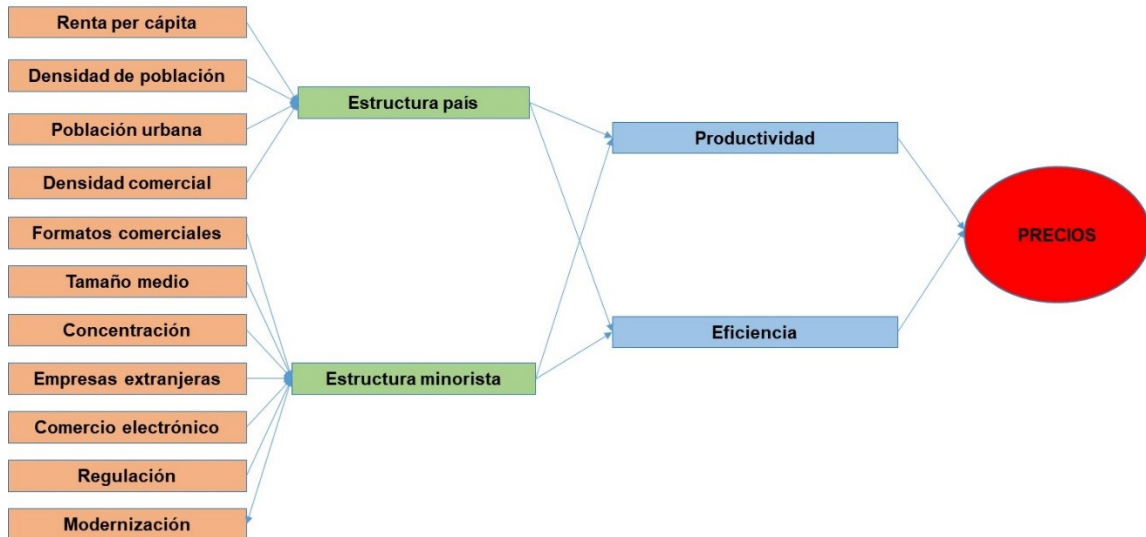 Renta per cápita
Densidad de población
Población urbana
Densidad comercial
Formatos comerciales
Tamaño medio
Concentración
Empresas extranjeras
Comercio electrónico
Regulación
Modernización
Estructura país
Estructura minorista
Productividad
Eficiencia
PRECIOS